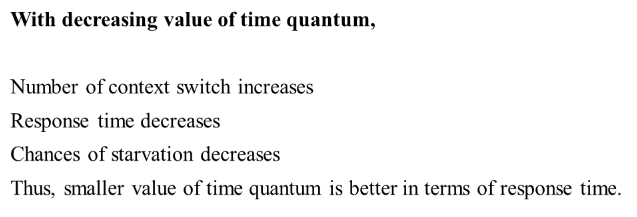 With decreasing value of time quantum,
Number of context switch increases
Response time decreases
Chances of starvation decreases
Thus, smaller value of time quantum is better in terms of response time.